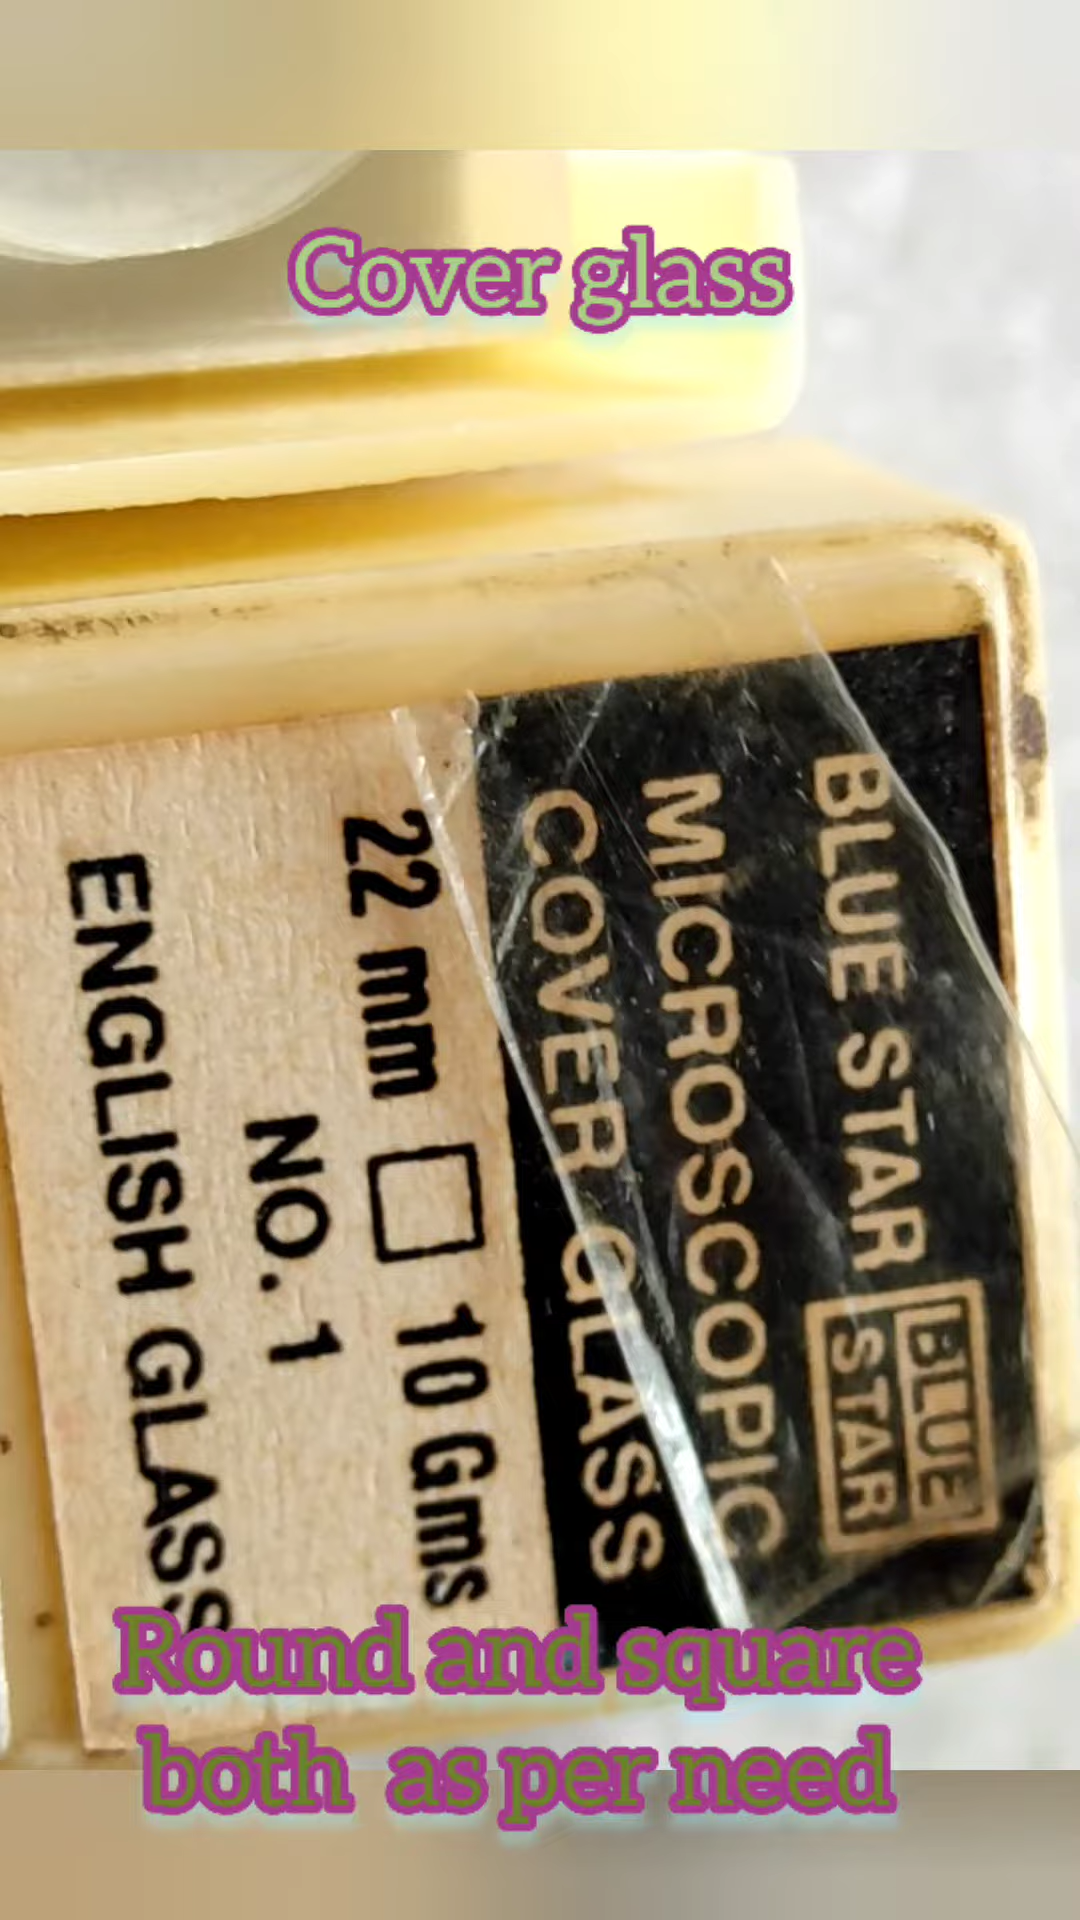 Cover glass
BLUE STAR
BLUE
STAR
MICROSCOPIC
COVER GLASS
22 mm 10 Gms
NO. 1
ENGLISH GLASS
Round and square
both as per need